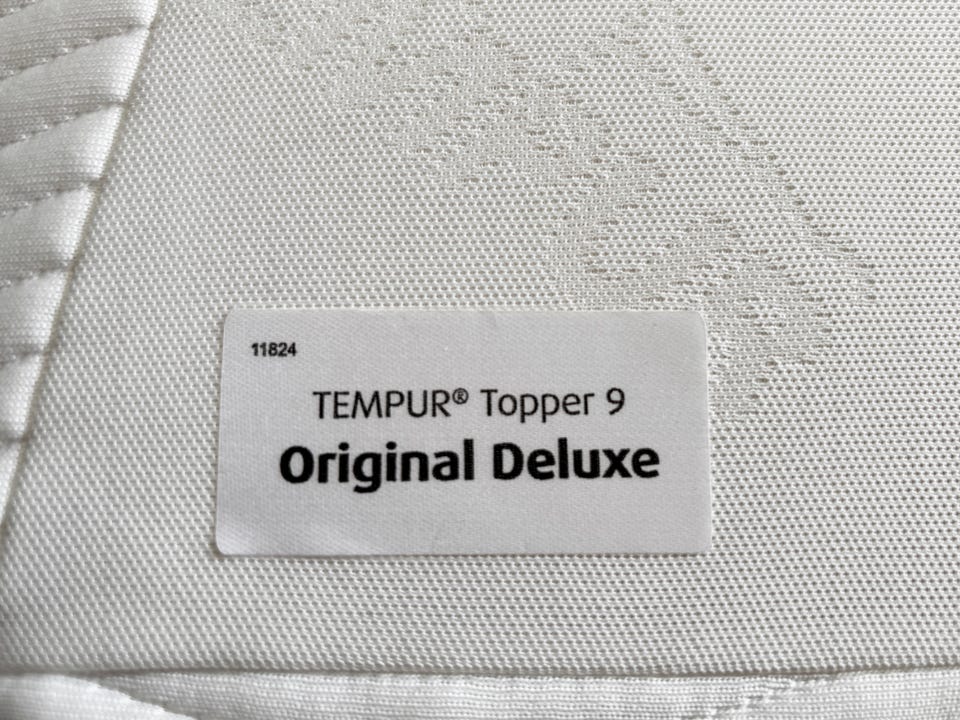 11824
TEMPUR® Topper 9
Original Deluxe